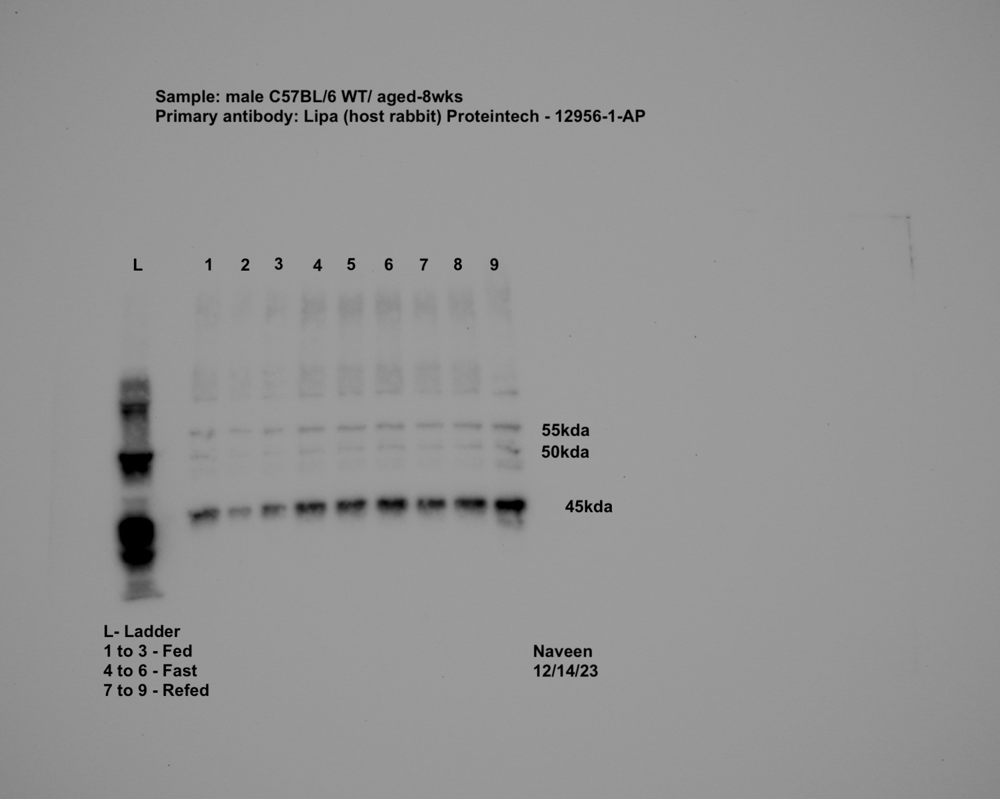 Sample: male C57BL/6 WT/ aged-8wks
Primary antibody: Lipa (host rabbit) Proteintech - 12956-1-AP
L 1 2 3 4 5 6 7 8 9
55kda
50kda
45kda
L- Ladder
1 to 3 - Fed
4 to 6 - Fast
7 to 9 - Refed
Naveen
12/14/23